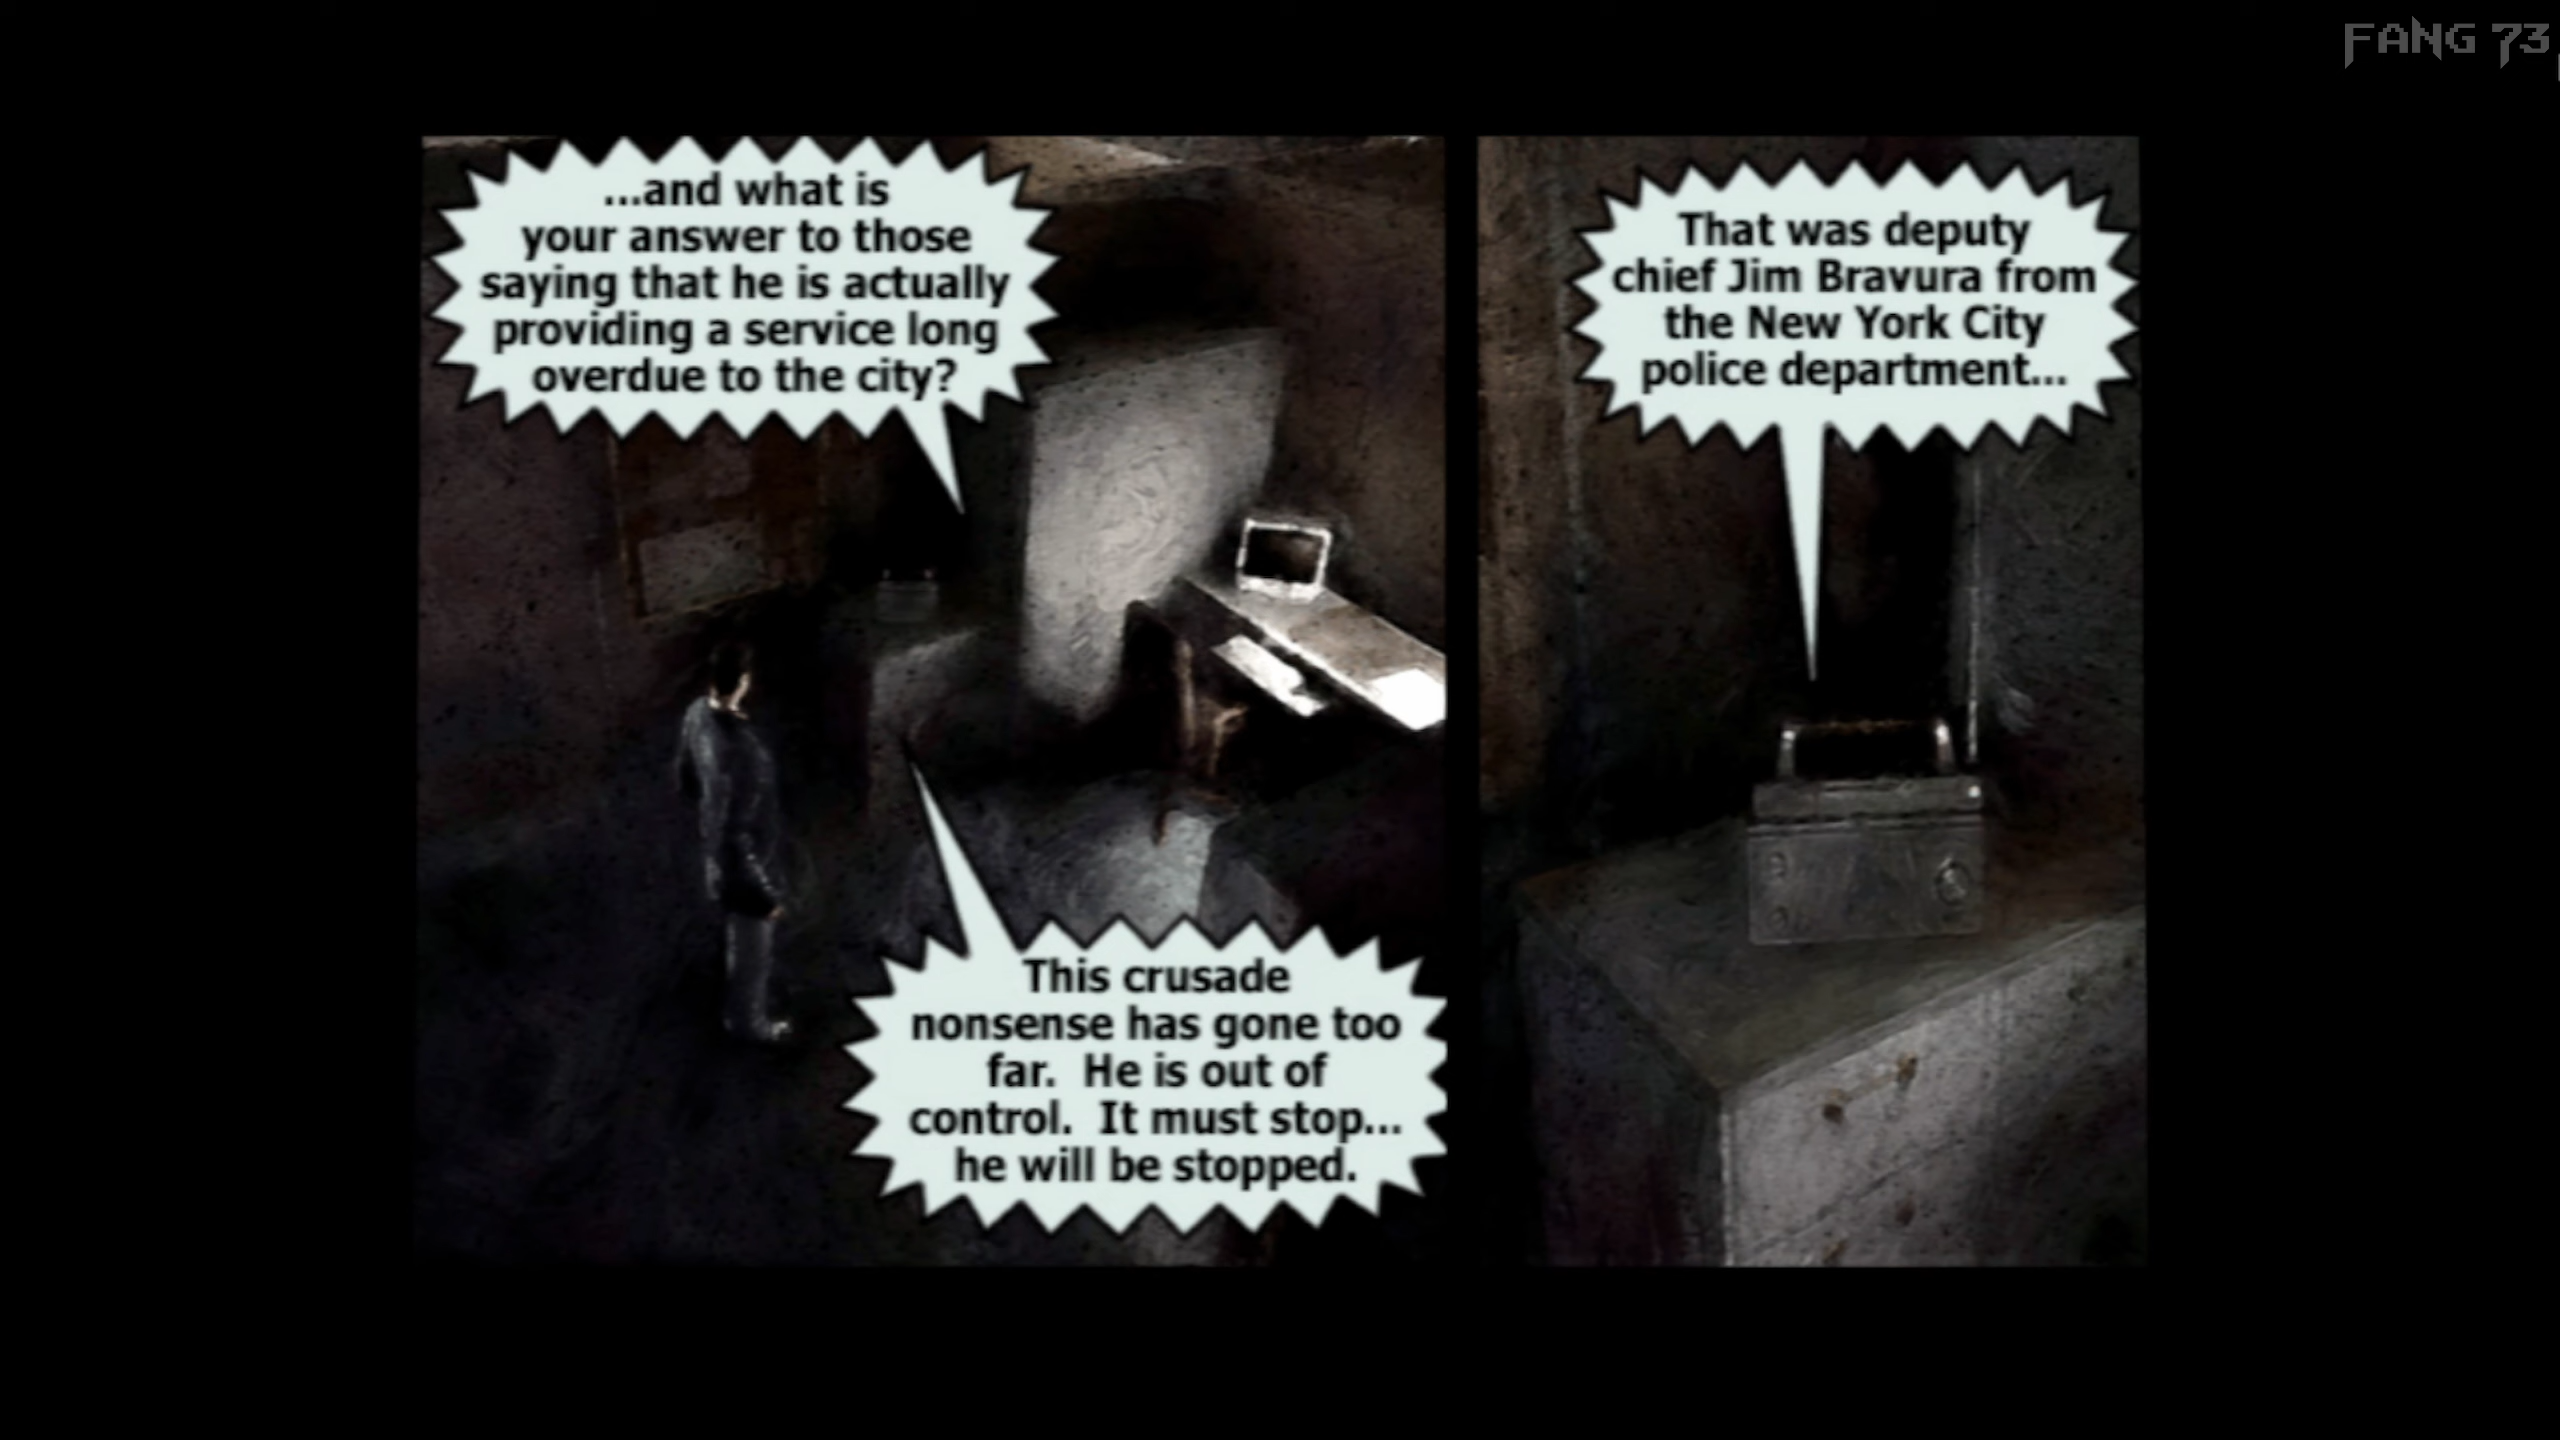 FANG 73
...and what is
your answer to those
saying that he is actually
providing a service long
overdue to the city?
This crusade
nonsense has gone too
far.  He is out of
control.  It must stop...
he will be stopped.
That was deputy
chief Jim Bravura from
the New York City
police department...